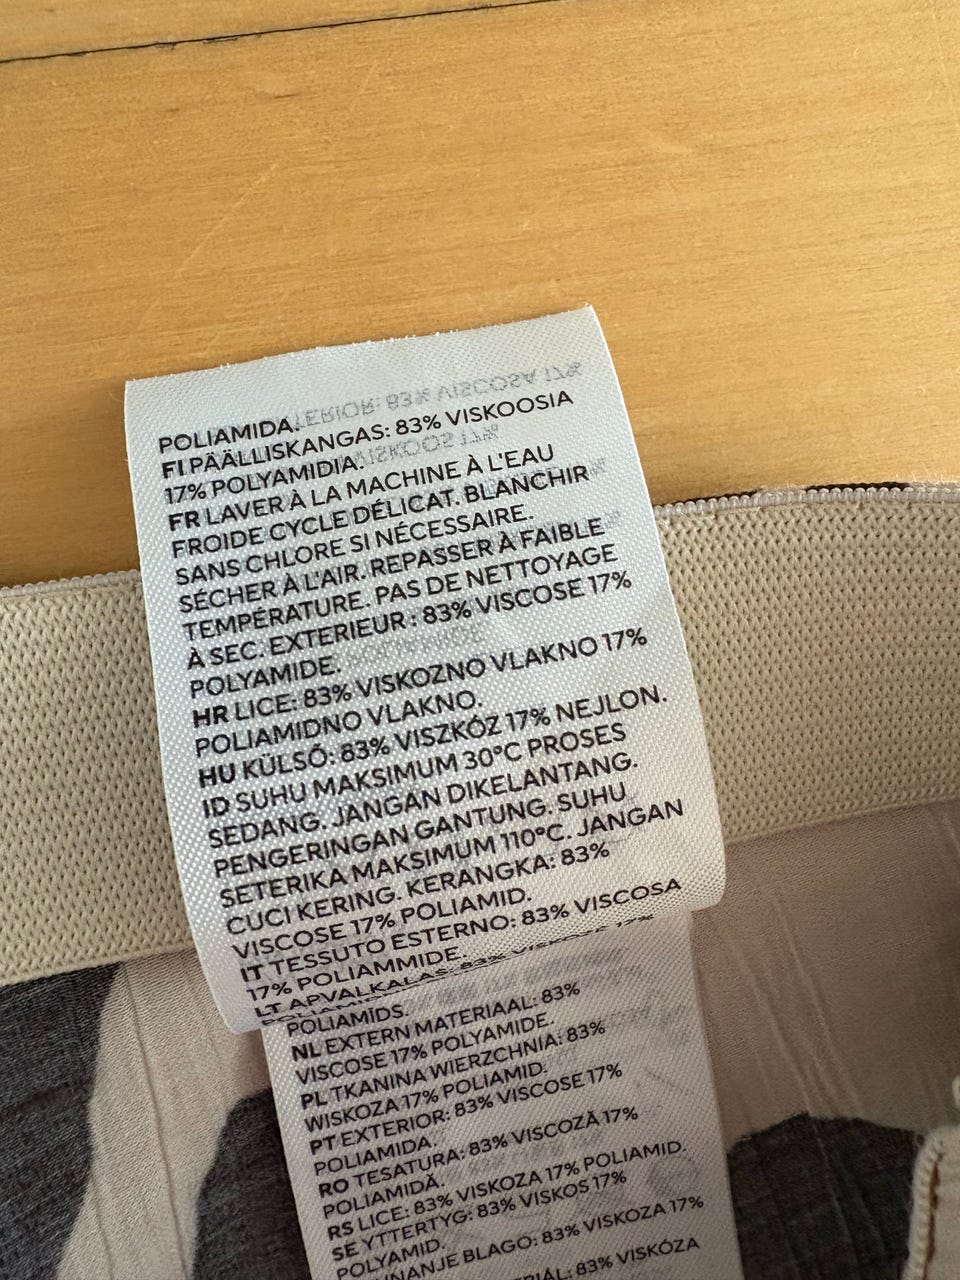 POLIAMIDA.
FI PÄÄLLISKANGAS: 83% VISKOOSIA
17% POLYAMIDIA.
FR LAVER À LA MACHINE À L'EAU
FROIDE CYCLE DÉLICAT. BLANCHIR
SANS CHLORE SI NÉCESSAIRE.
SÉCHER À L'AIR. REPASSER À FAIBLE
TEMPÉRATURE. PAS DE NETTOYAGE
À SEC. EXTERIEUR : 83% VISCOSE 17%
POLYAMIDE.
HR LICE: 83% VISKOZNO VLAKNO 17%
POLIAMIDNO VLAKNO.
HU KÜLSŐ: 83% VISZKÓZ 17% NEJLON.
ID SUHU MAKSIMUM 30°C PROSES
SEDANG. JANGAN DIKELANTANG.
PENGERINGAN GANTUNG. SUHU
SETERIKA MAKSIMUM 110°C. JANGAN
CUCI KERING. KERANGKA: 83%
VISCOSE 17% POLIAMID.
IT TESSUTO ESTERNO: 83% VISCOSA
17% POLIAMMIDE.
LT APVALKALAS: 83% VISKOZĖ 17%
POLIAMĪDS.
NL EXTERN MATERIAAL: 83%
VISCOSE 17% POLYAMIDE.
PL TKANINA WIERZCHNIA: 83%
WISKOZA 17% POLIAMID.
PT EXTERIOR: 83% VISCOSE 17%
POLIAMIDA.
RO TESATURA: 83% VISCOZĂ 17%
POLIAMIDĂ.
RS LICE: 83% VISKOZA 17% POLIAMID.
SE YTTERTYG: 83% VISKOS 17%
POLYAMID.
BLAGO: 83% VISKOZA 17%
83% VISKÓZA